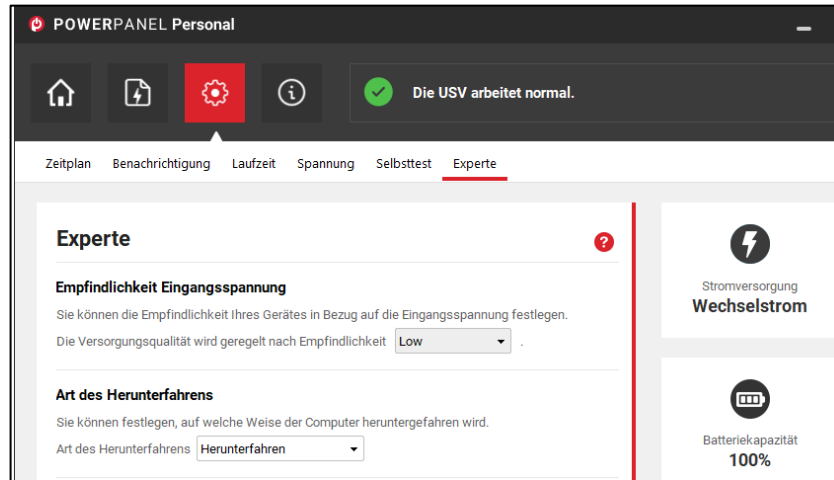 POWERPANEL Personal
Die USV arbeitet normal.
Zeitplan Benachrichtigung Laufzeit Spannung Selbsttest Experte
Experte
Empfindlichkeit Eingangsspannung
Sie können die Empfindlichkeit Ihres Gerätes in Bezug auf die Eingangsspannung festlegen.
Die Versorgungsqualität wird geregelt nach Empfindlichkeit Low .
Art des Herunterfahrens
Sie können festlegen, auf welche Weise der Computer heruntergefahren wird.
Art des Herunterfahrens Herunterfahren
Stromversorgung
Wechselstrom
Batteriekapazität
100%